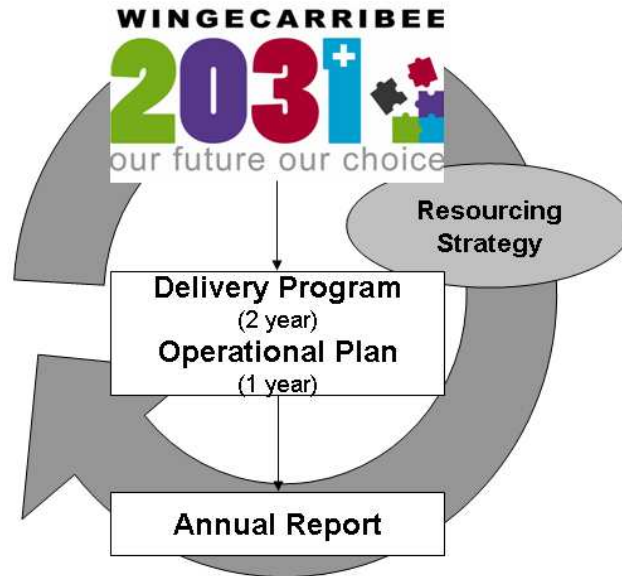 WINGECARRIBEE
2031+
our future our choice
Resourcing
Strategy
Delivery Program
(2 year)
Operational Plan
(1 year)
Annual Report